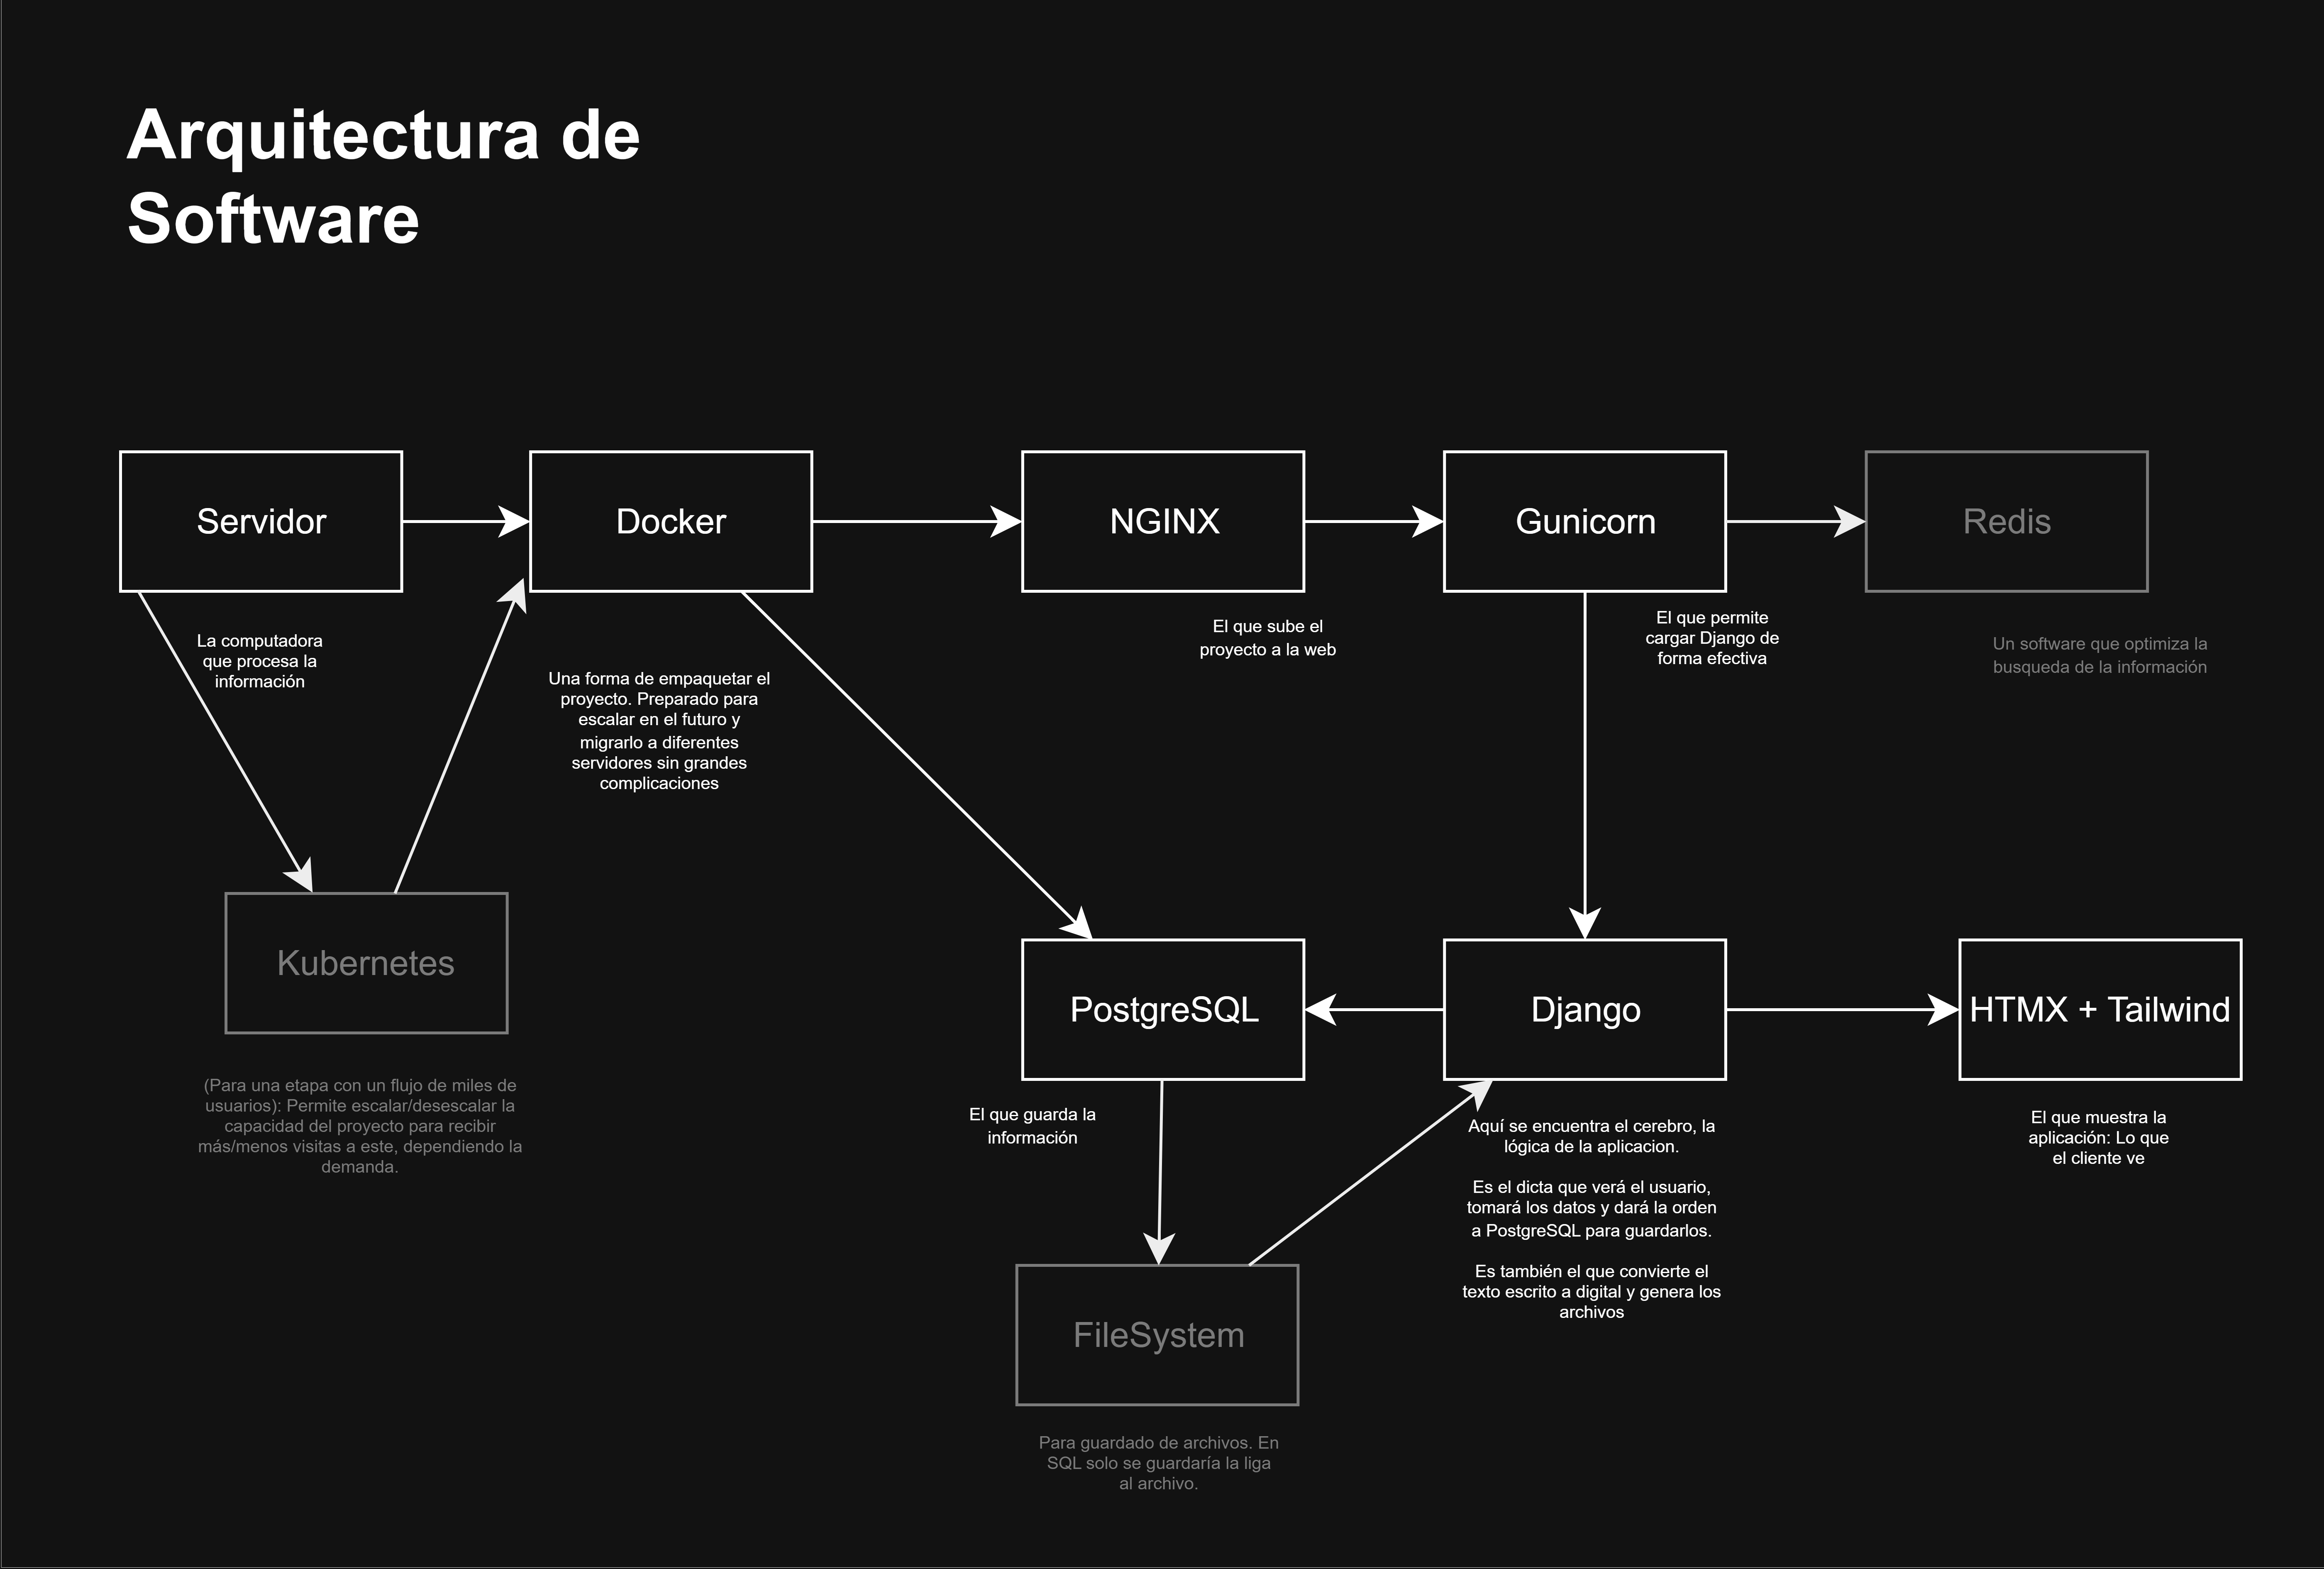 Arquitectura de
Software
Servidor
Docker
NGINX
Gunicorn
Redis
La computadora
que procesa la
información
Una forma de empaquetar el
proyecto. Preparado para
escalar en el futuro y
migrarlo a diferentes
servidores sin grandes
complicaciones
El que sube el
proyecto a la web
El que permite
cargar Django de
forma efectiva
Un software que optimiza la
busqueda de la información
Kubernetes
PostgreSQL
Django
HTMX + Tailwind
(Para una etapa con un flujo de miles de
usuarios): Permite escalar/desescalar la
capacidad del proyecto para recibir
más/menos visitas a este, dependiendo la
demanda.
El que guarda la
información
Aquí se encuentra el cerebro, la
lógica de la aplicacion.
Es el dicta que verá el usuario,
tomará los datos y dará la orden
a PostgreSQL para guardarlos.
Es también el que convierte el
texto escrito a digital y genera los
archivos
El que muestra la
aplicación: Lo que
el cliente ve
FileSystem
Para guardado de archivos. En
SQL solo se guardaría la liga
al archivo.